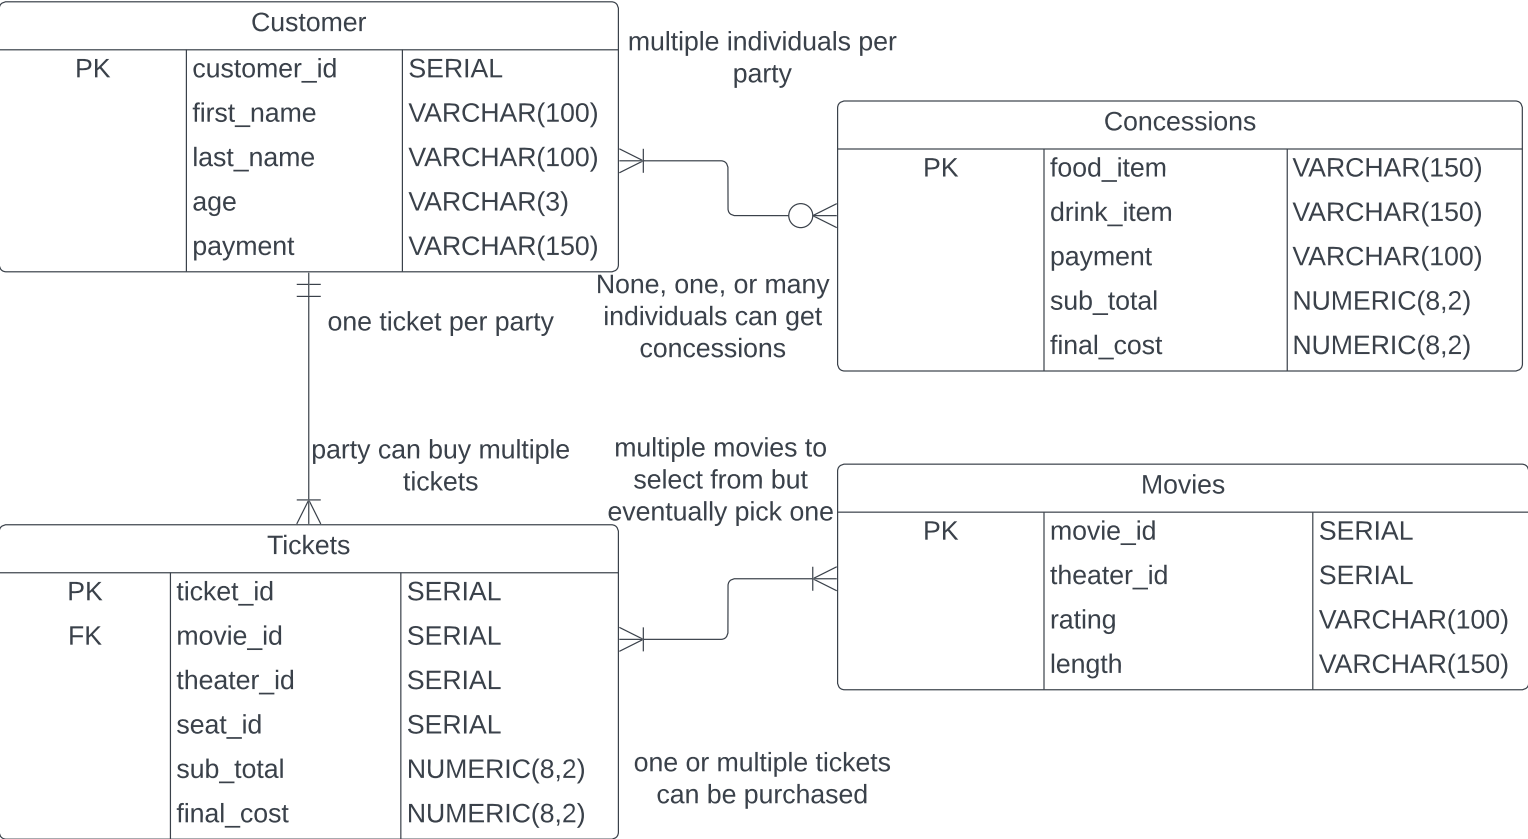 Customer
PK customer_id SERIAL
first_name VARCHAR(100)
last_name VARCHAR(100)
age VARCHAR(3)
payment VARCHAR(150)
multiple individuals per
party
Concessions
PK food_item VARCHAR(150)
drink_item VARCHAR(150)
payment VARCHAR(100)
sub_total NUMERIC(8,2)
final_cost NUMERIC(8,2)
None, one, or many
individuals can get
concessions
one ticket per party
party can buy multiple
tickets
multiple movies to
select from but
eventually pick one
Movies
PK movie_id SERIAL
theater_id SERIAL
rating VARCHAR(100)
length VARCHAR(150)
Tickets
PK ticket_id SERIAL
FK movie_id SERIAL
theater_id SERIAL
seat_id SERIAL
sub_total NUMERIC(8,2)
final_cost NUMERIC(8,2)
one or multiple tickets
can be purchased